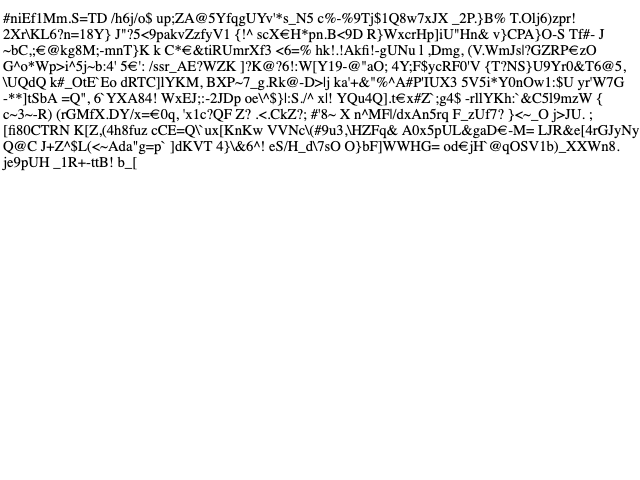 #niEf1Mm.S=TD /h6j/o$ up;ZA@5YfqgUYv'*s_N5 c%-%9Tj$1Q8w7xJX _2P.}B% T.Olj6)zpr!
2Xr\KL6?n=18Y} J"?5<9pakvZzfyV1 {!^ scX€H*pn.B<9D R}WxcrHp]iU"Hn& v}CPA}O-S Tf#- J
~bC,;€@kg8M;-mnT}K k C*€&tiRUmrXf3 <6=% hk!.!Akfi!-gUNu l ,Dmg, (V.WmJsl?GZRP€zO
G^o*Wp>i^5j~b:4' 5€': /ssr_AE?WZK ]?K@?6!:W[Y19-@"aO; 4Y;F$ycRF0'V {T?NS}U9Yr0&T6@5,
\UQdQ k#_OtE`Eo dRTC]lYKM, BXP~7_g.Rk@-D>lj ka'+&"%^A#P'IUX3 5V5i*Y0nOw1:$U yr'W7G
-**]tSbA =Q", 6`YXA84! WxEJ;:-2JDp oe\^$}|:S./^ xl! YQu4Q].t€x#Z`;g4$ -rllYKh:`&C5l9mzW {
c~3~-R) (rGMfX.DY/x=€0q, 'x1c?QF Z? .<.CkZ?; #'8~ X n^MF|/dxAn5rq F_zUf7? }<~_O j>JU. ;
[fi80CTRN K[Z,(4h8fuz cCE=Q\`ux[KnKw VVNc\(#9u3,\HZFq& A0x5pUL&gaD€-M= LJR&e[4rGJyNy
Q@C J+Z^$L(<~Ada"g=p` ]dKVT 4}\&6^! eS/H_d\7sO O}bF]WWHG= od€jH`@qOSV1b)_XXWn8.
je9pUH _1R+-ttB! b_[